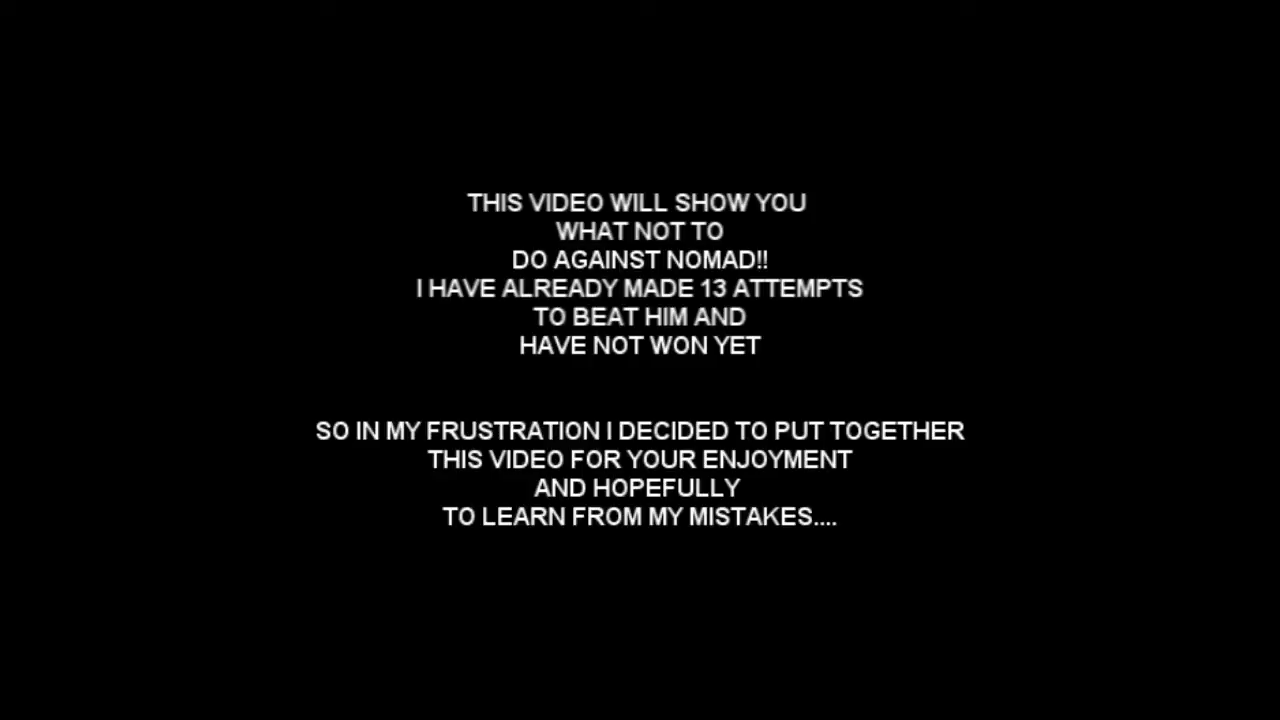 THIS VIDEO WILL SHOW YOU
WHAT NOT TO
DO AGAINST NOMAD!!
I HAVE ALREADY MADE 13 ATTEMPTS
TO BEAT HIM AND
HAVE NOT WON YET
SO IN MY FRUSTRATION I DECIDED TO PUT TOGETHER
THIS VIDEO FOR YOUR ENJOYMENT
AND HOPEFULLY
TO LEARN FROM MY MISTAKES....